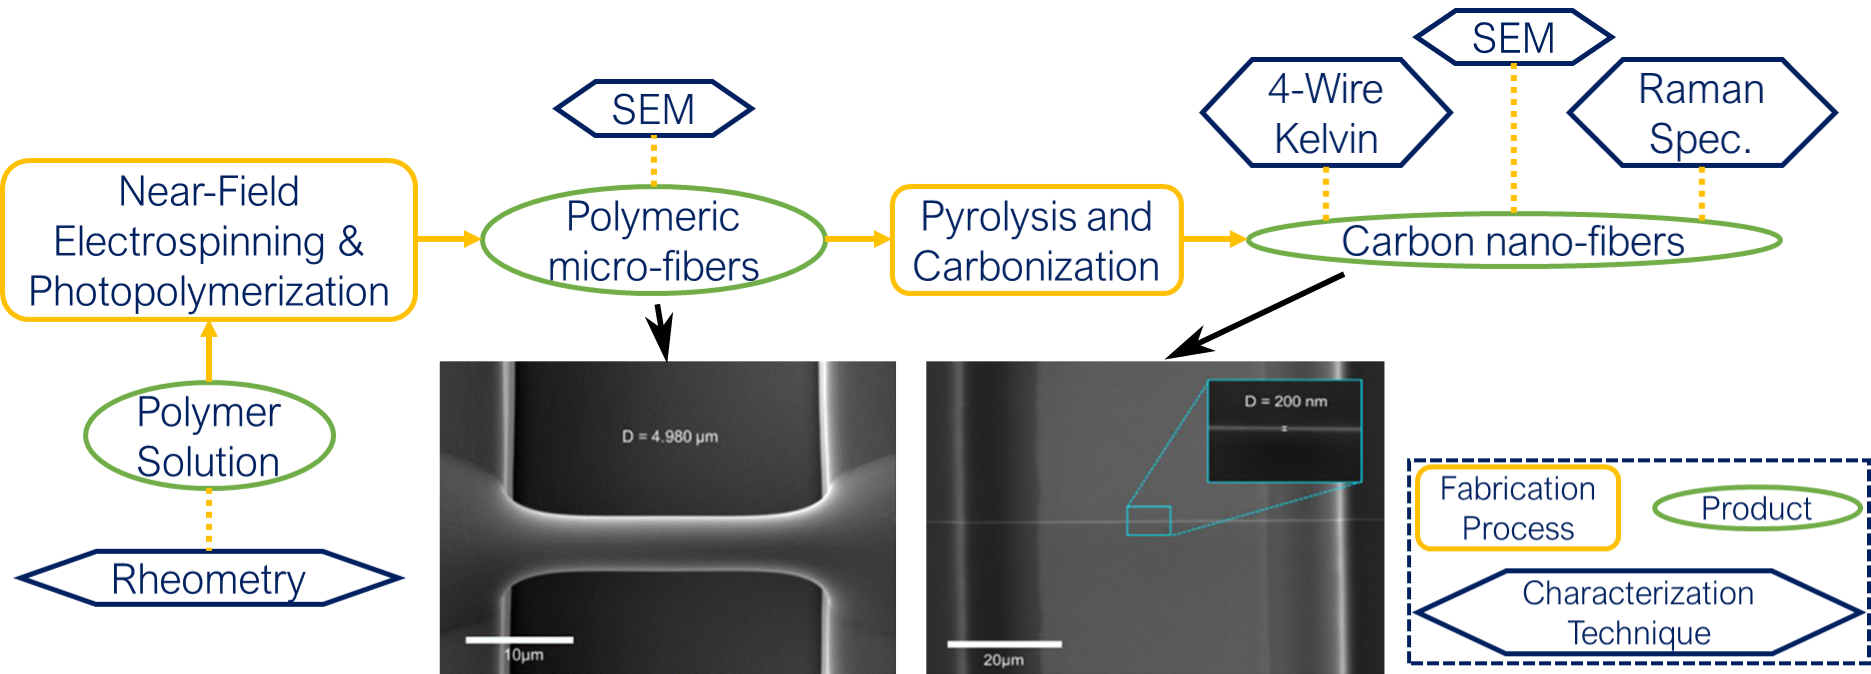 SEM
4-Wire
Kelvin
Raman
Spec.
SEM
Near-Field
Electrospinning &
Photopolymerization
Polymeric
micro-fibers
Pyrolysis and
Carbonization
Carbon nano-fibers
Polymer
Solution
Rheometry
D = 4.980 µm
10µm
D = 200 nm
20µm
Fabrication
Process
Product
Characterization
Technique